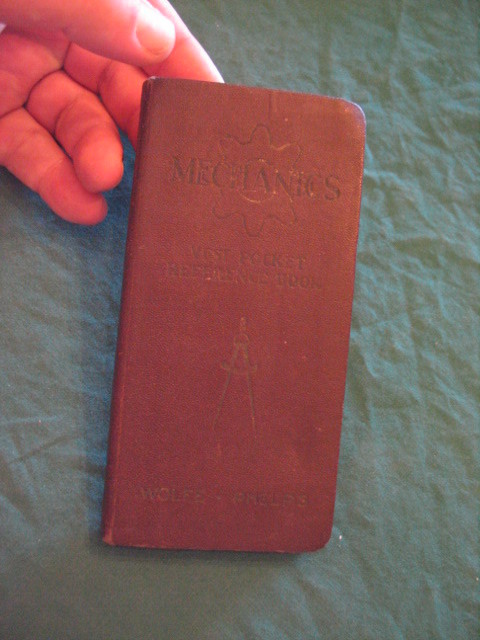 MECHANICS
VEST POCKET
REFERENCE BOOK
WOLFE • PHELPS